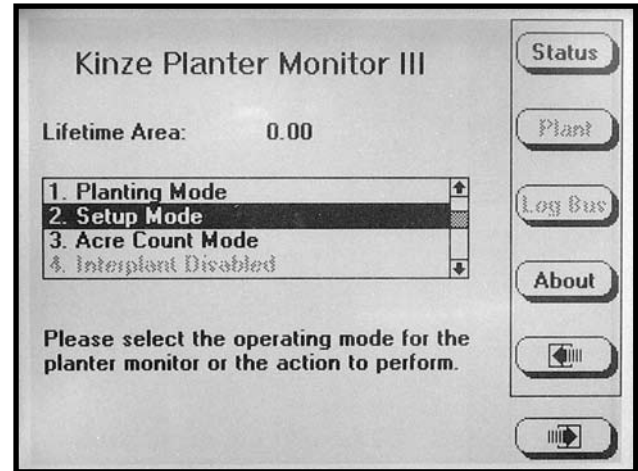 Kinze Planter Monitor III
Lifetime Area: 0.00
1. Planting Mode
2. Setup Mode
3. Acre Count Mode
4. Interplant Disabled
Please select the operating mode for the
planter monitor or the action to perform.
Status
Plant
Log Bus
About